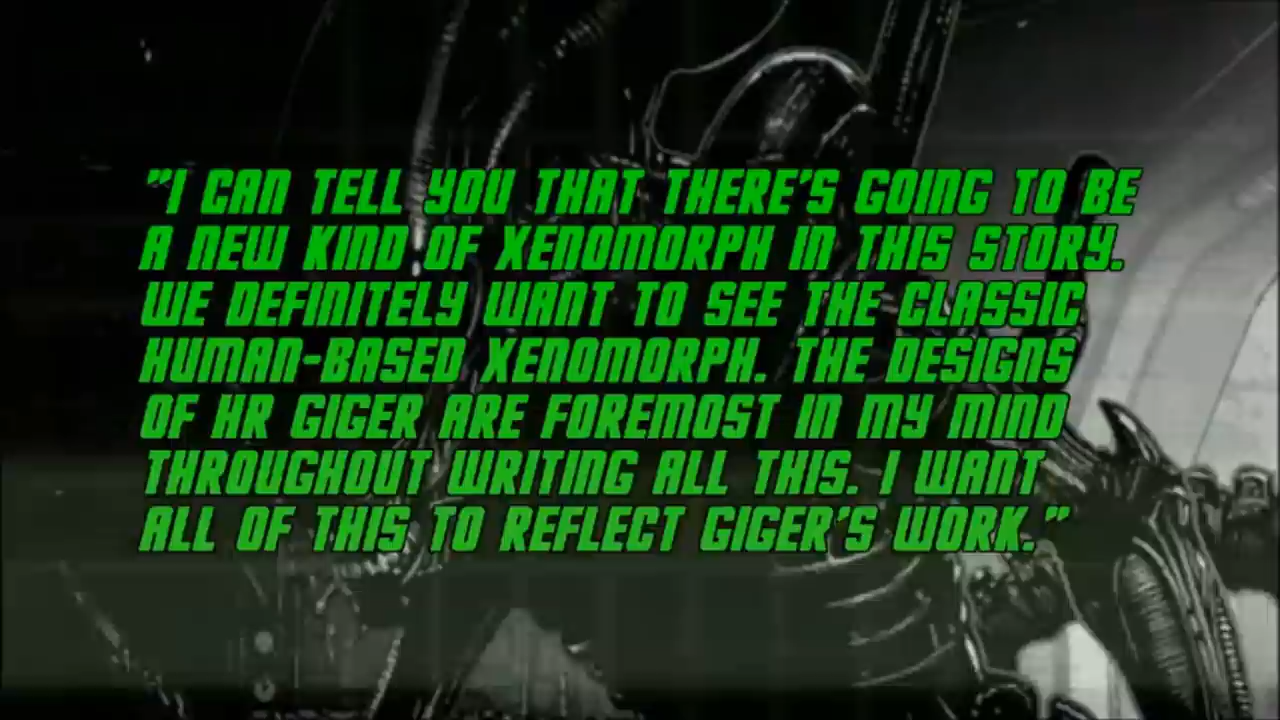 "I CAN TELL YOU THAT THERE'S GOING TO BE
A NEW KIND OF XENOMORPH IN THIS STORY.
WE DEFINITELY WANT TO SEE THE CLASSIC
HUMAN-BASED XENOMORPH. THE DESIGNS
OF HR GIGER ARE FOREMOST IN MY MIND
THROUGHOUT WRITING ALL THIS. I WANT
ALL OF THIS TO REFLECT GIGER'S WORK."